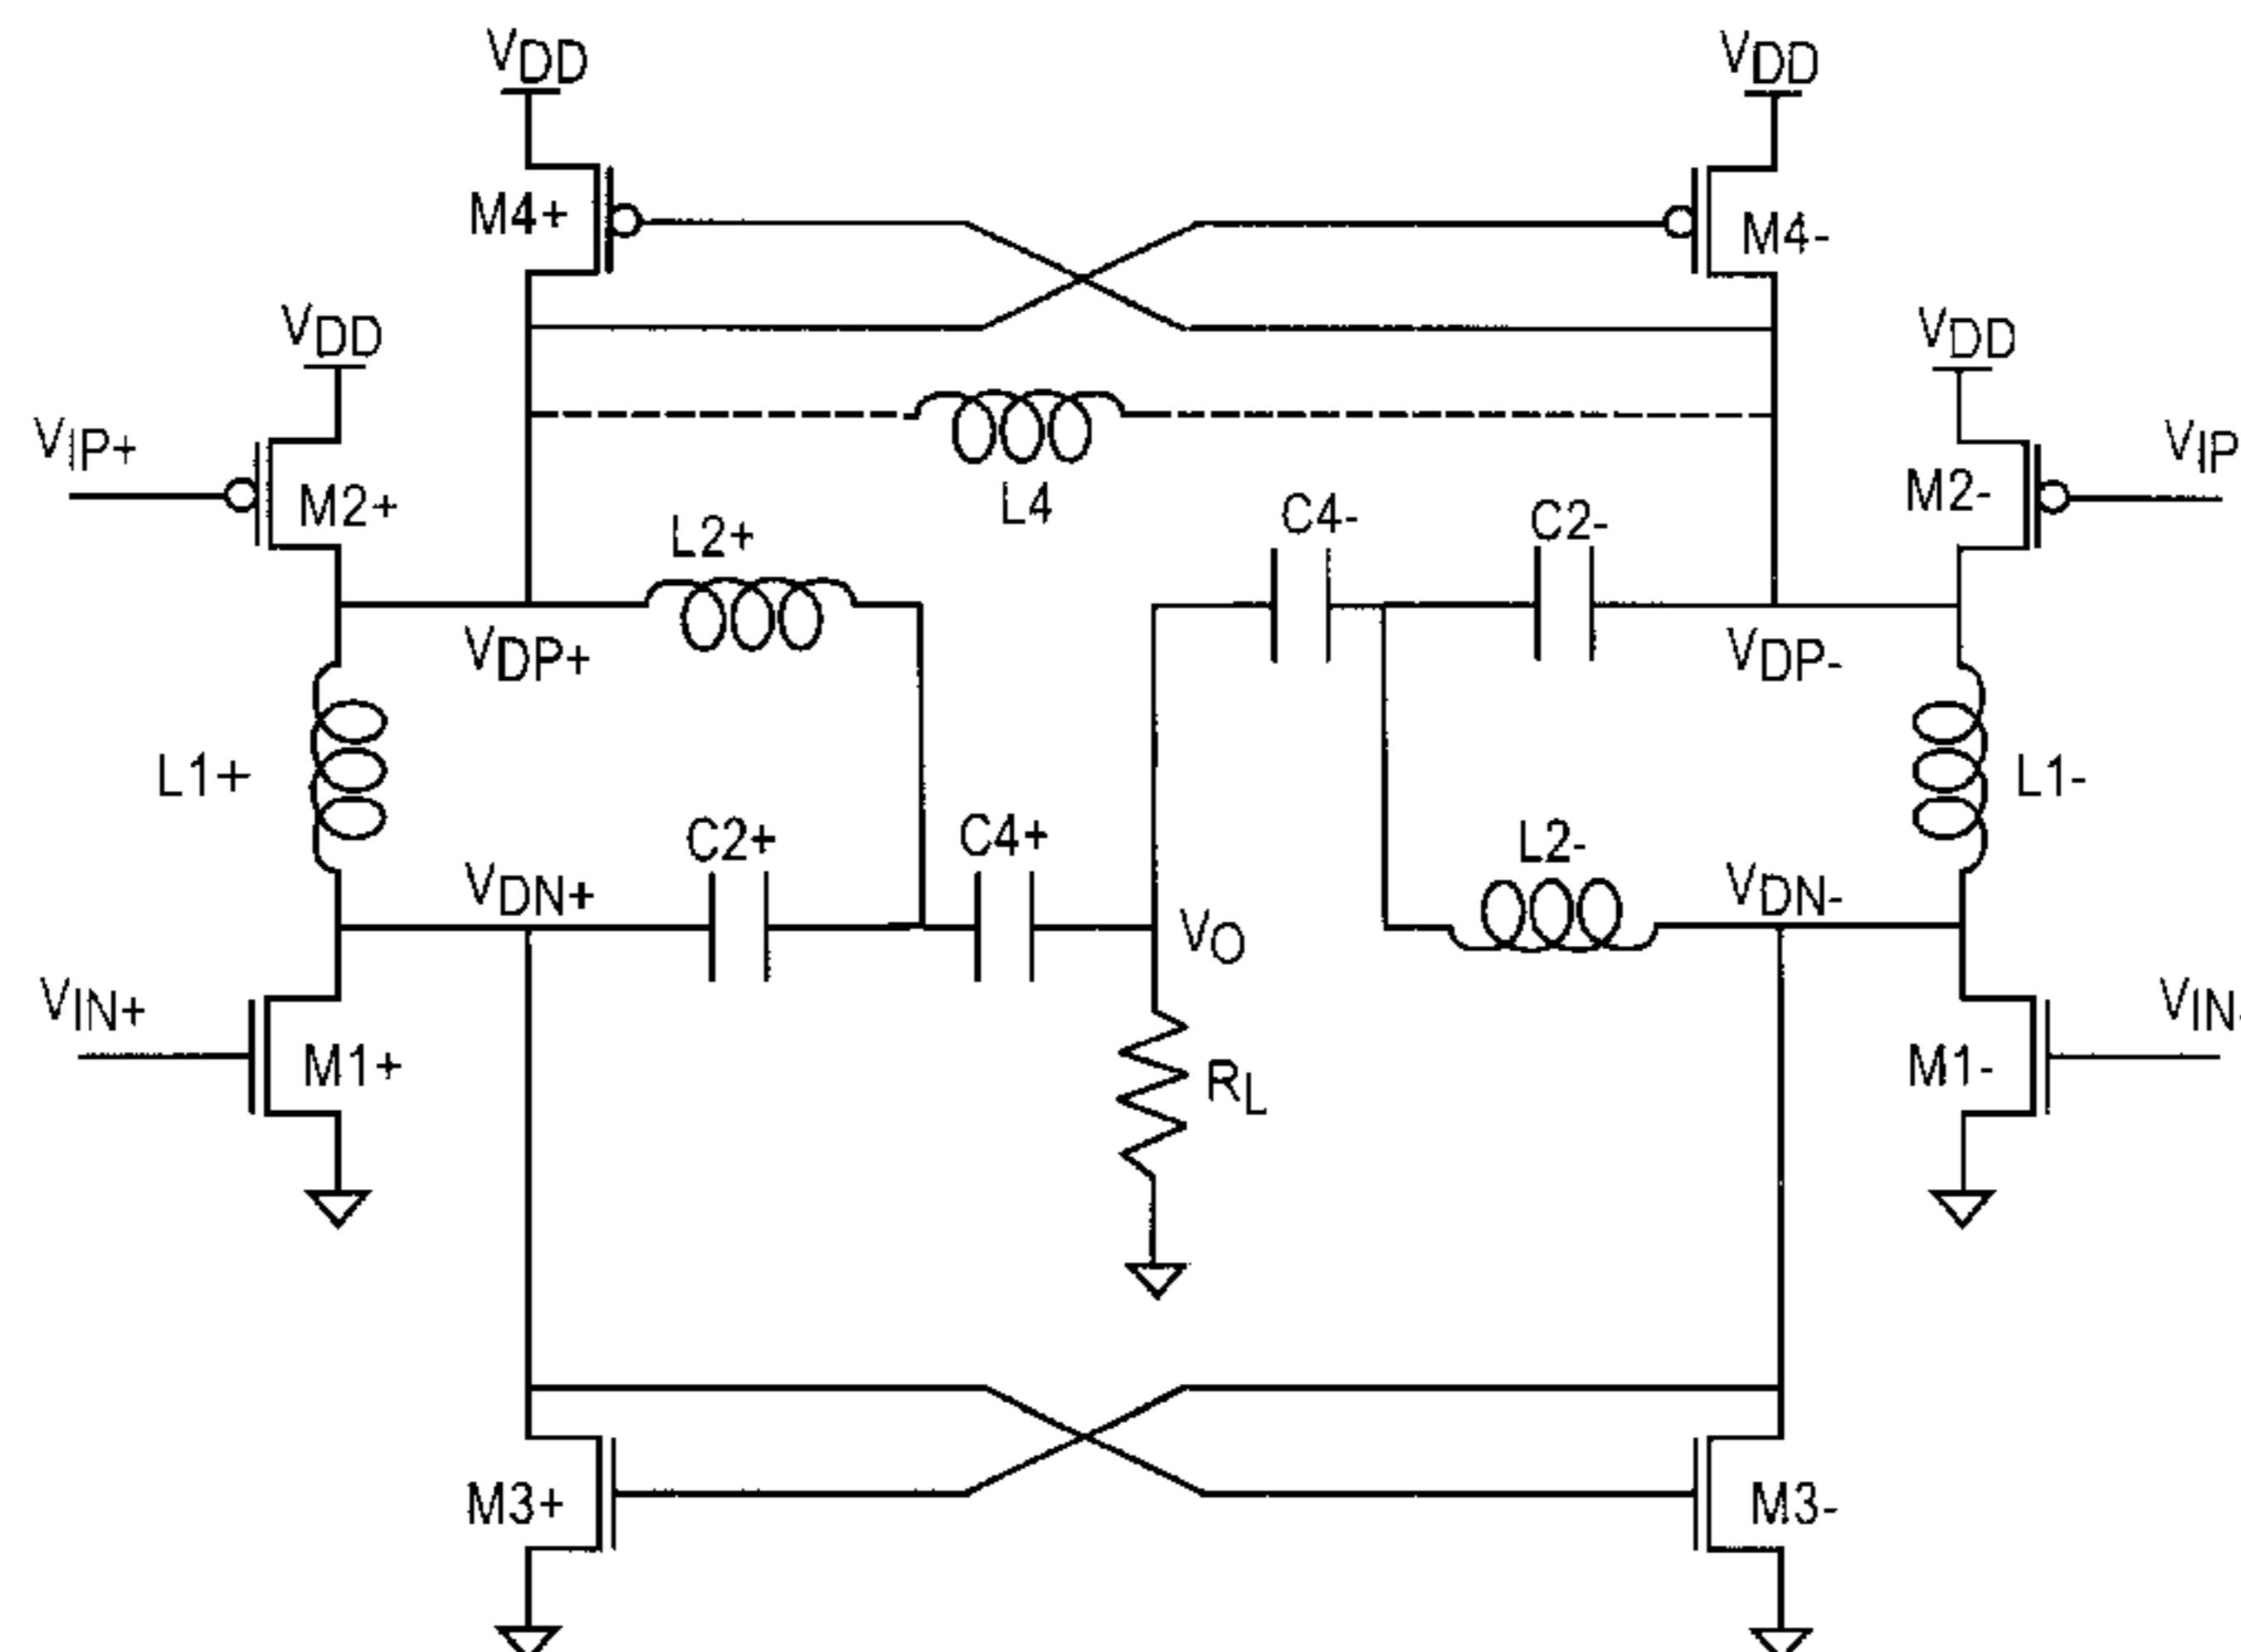 VDD
VDD
M4+
M4-
VDD
VDD
VIP+
VIP
M2+
M2-
L4
C4-
C2-
L2+
VDP+
VDP-
L1+
L1-
C2+
C4+
L2-
VDN+
VO
VDN-
VIN+
VIN-
M1+
RL
M1-
M3+
M3-